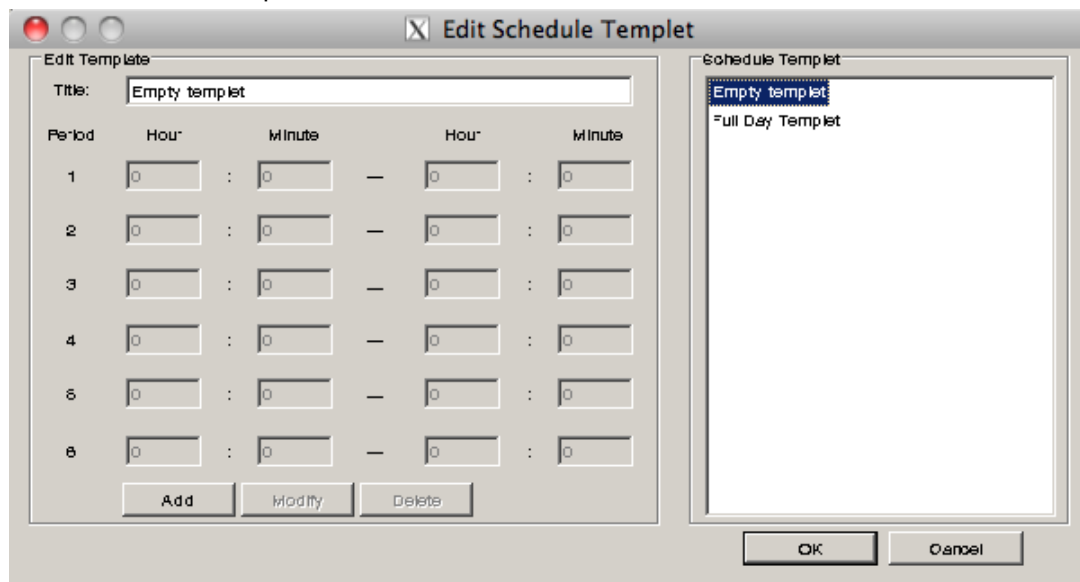 Edit Schedule Templet
Edit Template
Title: Empty templet
Period Hour Minute Hour Minute
1 0 : 0 — 0 : 0
2 0 : 0 — 0 : 0
3 0 : 0 — 0 : 0
4 0 : 0 — 0 : 0
5 0 : 0 — 0 : 0
6 0 : 0 — 0 : 0
Add Modify Delete
Schedule Templet
Empty templet
Full Day Templet
OK Cancel